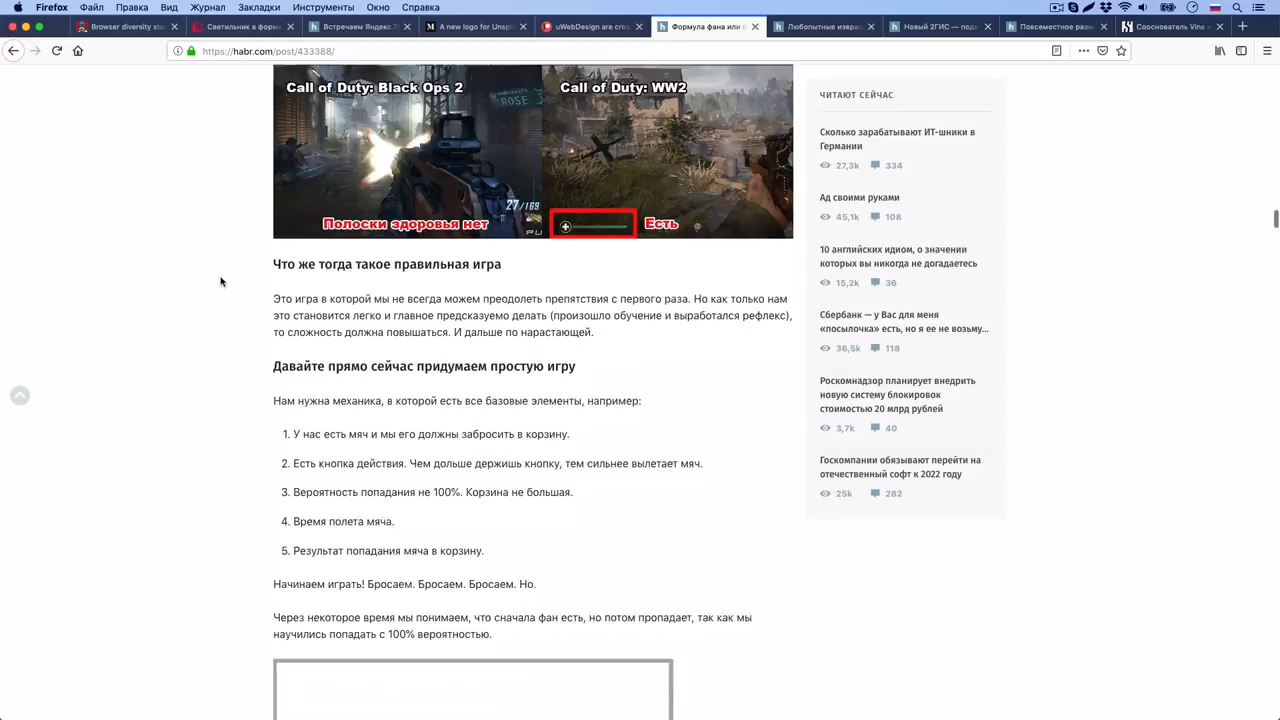 Firefox Файл Правка Вид Журнал Закладки Инструменты Окно Справка
Browser diversity sta
Светильник в форме
Встречаем Яндекс.Т
A new logo for Unspl
uWebDesign are crea
Формула фана или п
Любопытные извра
Новый 2ГИС — под
Повсеместное раз
Сооснователь Vine н
https://habr.com/post/433388/
Call of Duty: Black Ops 2
Call of Duty: WW2
ROSE
27/169
Полоски здоровья нет
Есть
Что же тогда такое правильная игра
Это игра в которой мы не всегда можем преодолеть препятствия с первого раза. Но как только нам
это становится легко и главное предсказуемо делать (произошло обучение и выработался рефлекс),
то сложность должна повышаться. И дальше по нарастающей.
Давайте прямо сейчас придумаем простую игру
Нам нужна механика, в которой есть все базовые элементы, например:
1. У нас есть мяч и мы его должны забросить в корзину.
2. Есть кнопка действия. Чем дольше держишь кнопку, тем сильнее вылетает мяч.
3. Вероятность попадания не 100%. Корзина не большая.
4. Время полета мяча.
5. Результат попадания мяча в корзину.
Начинаем играть! Бросаем. Бросаем. Бросаем. Но.
Через некоторое время мы понимаем, что сначала фан есть, но потом пропадает, так как мы
научились попадать с 100% вероятностью.
ЧИТАЮТ СЕЙЧАС
Сколько зарабатывают ИТ-шники в
Германии
27,3k 334
Ад своими руками
45,1k 108
10 английских идиом, о значении
которых вы никогда не догадаетесь
15,2k 36
Сбербанк — у Вас для меня
«посылочка» есть, но я ее не возьму...
36,5k 118
Роскомнадзор планирует внедрить
новую систему блокировок
стоимостью 20 млрд рублей
3,7k 40
Госкомпании обязывают перейти на
отечественный софт к 2022 году
25k 282